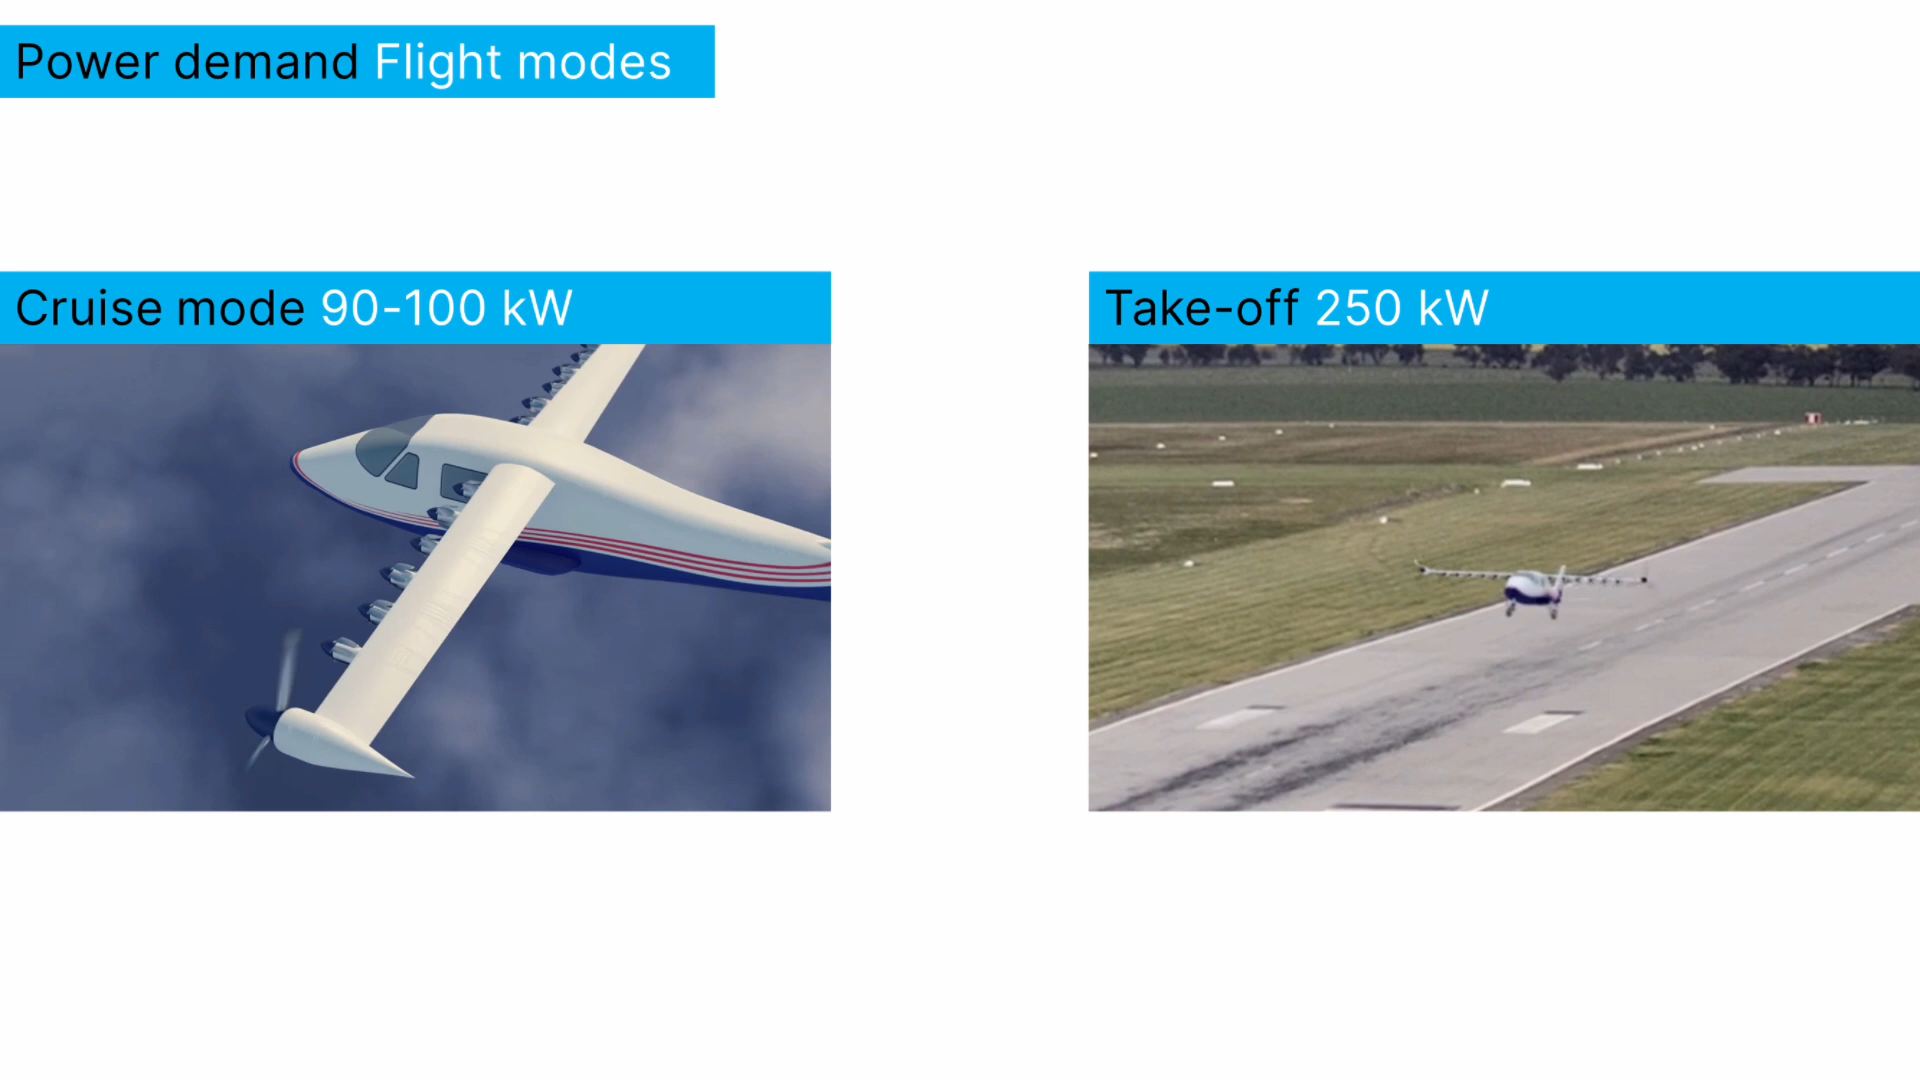 Power demand Flight modes
Cruise mode 90-100 kW
Take-off 250 kW